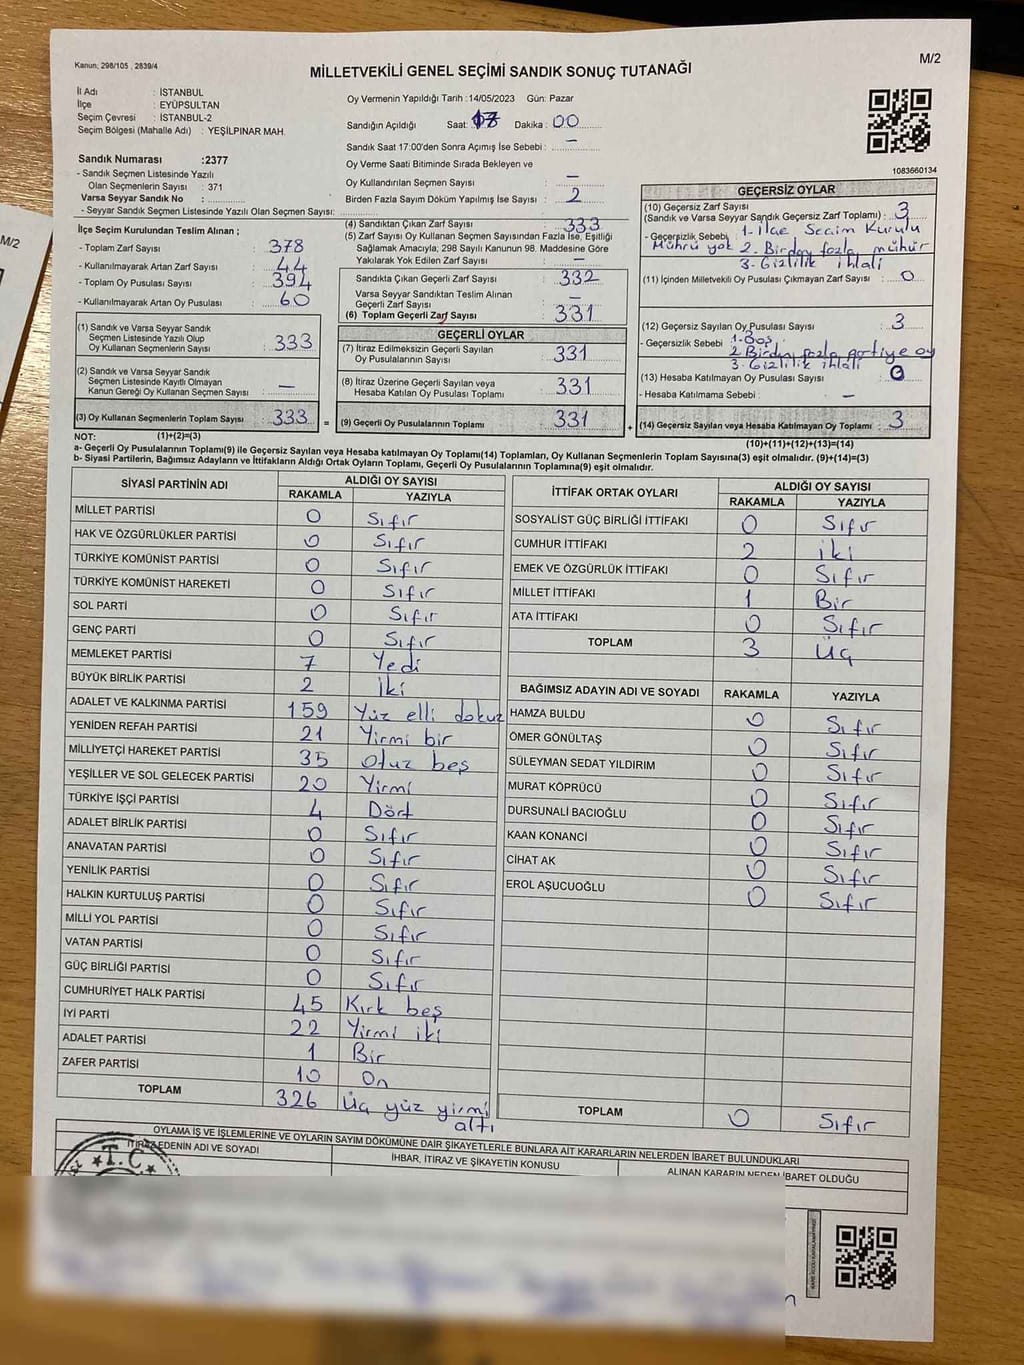 Kanun; 298/105 , 2839/4
MİLLETVEKİLİ GENEL SEÇİMİ SANDIK SONUÇ TUTANAĞI
M/2
İl Adı : İSTANBUL
İlçe : EYÜPSULTAN
Seçim Çevresi : İSTANBUL-2
Seçim Bölgesi (Mahalle Adı) : YEŞİLPINAR MAH.
Oy Vermenin Yapıldığı Tarih :14/05/2023 Gün: Pazar
Sandığın Açıldığı Saat: 17 Dakika : 00
Sandık Saat 17:00'den Sonra Açımış İse Sebebi : –
Oy Verme Saati Bitiminde Sırada Bekleyen ve
Oy Kullandırılan Seçmen Sayısı : –
Birden Fazla Sayım Döküm Yapılmış İse Sayısı : 2
1083660134
Sandık Numarası :2377
- Sandık Seçmen Listesinde Yazılı
Olan Seçmenlerin Sayısı : 371
Varsa Seyyar Sandık No :
- Seyyar Sandık Seçmen Listesinde Yazılı Olan Seçmen Sayısı:
İlçe Seçim Kurulundan Teslim Alınan ;
- Toplam Zarf Sayısı : 378
- Kullanılmayarak Artan Zarf Sayısı : 44
- Toplam Oy Pusulası Sayısı : 394
- Kullanılmayarak Artan Oy Pusulası : 60
(1) Sandık ve Varsa Seyyar Sandık
Seçmen Listesinde Yazılı Olup
Oy Kullanan Seçmenlerin Sayısı : 333
(2) Sandık ve Varsa Seyyar Sandık
Seçmen Listesinde Kayıtlı Olmayan
Kanun Gereği Oy Kullanan Seçmen Sayısı : –
(3) Oy Kullanan Seçmenlerin Toplam Sayısı : 333 =
(4) Sandıktan Çıkan Zarf Sayısı : 333
(5) Zarf Sayısı Oy Kullanan Seçmen Sayısından Fazla İse, Eşitliği
Sağlamak Amacıyla, 298 Sayılı Kanunun 98. Maddesine Göre
Yakılarak Yok Edilen Zarf Sayısı : –
Sandıkta Çıkan Geçerli Zarf Sayısı : 332
Varsa Seyyar Sandıktan Teslim Alınan
Geçerli Zarf Sayısı : –
(6) Toplam Geçerli Zarf Sayısı : 331
GEÇERLİ OYLAR
(7) İtiraz Edilmeksizin Geçerli Sayılan
Oy Pusulalarının Sayısı : 331
(8) İtiraz Üzerine Geçerli Sayılan veya
Hesaba Katılan Oy Pusulası Toplamı : 331
(9) Geçerli Oy Pusulalarının Toplamı : 331 +
GEÇERSİZ OYLAR
(10) Geçersiz Zarf Sayısı
(Sandık ve Varsa Seyyar Sandık Geçersiz Zarf Toplamı) : 3
- Geçersizlik Sebebi : 1- İlçe Seçim Kurulu
Mührü yok 2. Birden fazla mühür
3- Gizlilik ihlali
(11) İçinden Milletvekili Oy Pusulası Çıkmayan Zarf Sayısı : 0
(12) Geçersiz Sayılan Oy Pusulası Sayısı : 3
- Geçersizlik Sebebi : 1-Boş
2. Birden fazla partiye oy
3- Gizlilik ihlali
(13) Hesaba Katılmayan Oy Pusulası Sayısı : 0
- Hesaba Katılmama Sebebi : –
(14) Geçersiz Sayılan veya Hesaba Katılmayan Oy Toplamı : 3
NOT: (1)+(2)=(3)
(10)+(11)+(12)+(13)=(14)
a- Geçerli Oy Pusulalarının Toplamı(9) ile Geçersiz Sayılan veya Hesaba katılmayan Oy Toplamı(14) Toplamları, Oy Kullanan Seçmenlerin Toplam Sayısına(3) eşit olmalıdır. (9)+(14)=(3)
b- Siyasi Partilerin, Bağımsız Adayların ve İttifakların Aldığı Ortak Oyların Toplamı, Geçerli Oy Pusulalarının Toplamına(9) eşit olmalıdır.
SİYASİ PARTİNİN ADI ALDIĞI OY SAYISI
RAKAMLA YAZIYLA
MİLLET PARTİSİ 0 Sıfır
HAK VE ÖZGÜRLÜKLER PARTİSİ 0 Sıfır
TÜRKİYE KOMÜNİST PARTİSİ 0 Sıfır
TÜRKİYE KOMÜNİST HAREKETİ 0 Sıfır
SOL PARTİ 0 Sıfır
GENÇ PARTİ 0 Sıfır
MEMLEKET PARTİSİ 7 Yedi
BÜYÜK BİRLİK PARTİSİ 2 İki
ADALET VE KALKINMA PARTİSİ 159 Yüz elli dokuz
YENİDEN REFAH PARTİSİ 21 Yirmi bir
MİLLİYETÇİ HAREKET PARTİSİ 35 Otuz beş
YEŞİLLER VE SOL GELECEK PARTİSİ 20 Yirmi
TÜRKİYE İŞÇİ PARTİSİ 4 Dört
ADALET BİRLİK PARTİSİ 0 Sıfır
ANAVATAN PARTİSİ 0 Sıfır
YENİLİK PARTİSİ 0 Sıfır
HALKIN KURTULUŞ PARTİSİ 0 Sıfır
MİLLİ YOL PARTİSİ 0 Sıfır
VATAN PARTİSİ 0 Sıfır
GÜÇ BİRLİĞİ PARTİSİ 0 Sıfır
CUMHURİYET HALK PARTİSİ 45 Kırk beş
İYİ PARTİ 22 Yirmi iki
ADALET PARTİSİ 1 Bir
ZAFER PARTİSİ 10 On
TOPLAM 326 Üç yüz yirmi
altı
İTTİFAK ORTAK OYLARI ALDIĞI OY SAYISI
RAKAMLA YAZIYLA
SOSYALİST GÜÇ BİRLİĞİ İTTİFAKI 0 Sıfır
CUMHUR İTTİFAKI 2 iki
EMEK VE ÖZGÜRLÜK İTTİFAKI 0 Sıfır
MİLLET İTTİFAKI 1 Bir
ATA İTTİFAKI 0 Sıfır
TOPLAM 3 Üç
BAĞIMSIZ ADAYIN ADI VE SOYADI RAKAMLA YAZIYLA
HAMZA BULDU 0 Sıfır
ÖMER GÖNÜLTAŞ 0 Sıfır
SÜLEYMAN SEDAT YILDIRIM 0 Sıfır
MURAT KÖPRÜCÜ 0 Sıfır
DURSUNALİ BACIOĞLU 0 Sıfır
KAAN KONANCİ 0 Sıfır
CİHAT AK 0 Sıfır
EROL AŞUCUOĞLU 0 Sıfır
TOPLAM 0 Sıfır
OYLAMA İŞ VE İŞLEMLERİNE VE OYLARIN SAYIM DÖKÜMÜNE DAİR ŞİKAYETLERLE BUNLARA AİT KARARLARIN NELERDEN İBARET BULUNDUKLARI
İTİRAZ EDENİN ADI VE SOYADI
İHBAR, İTİRAZ VE ŞİKAYETİN KONUSU
ALINAN KARARIN NEDEN İBARET OLDUĞU
T.C
M/2